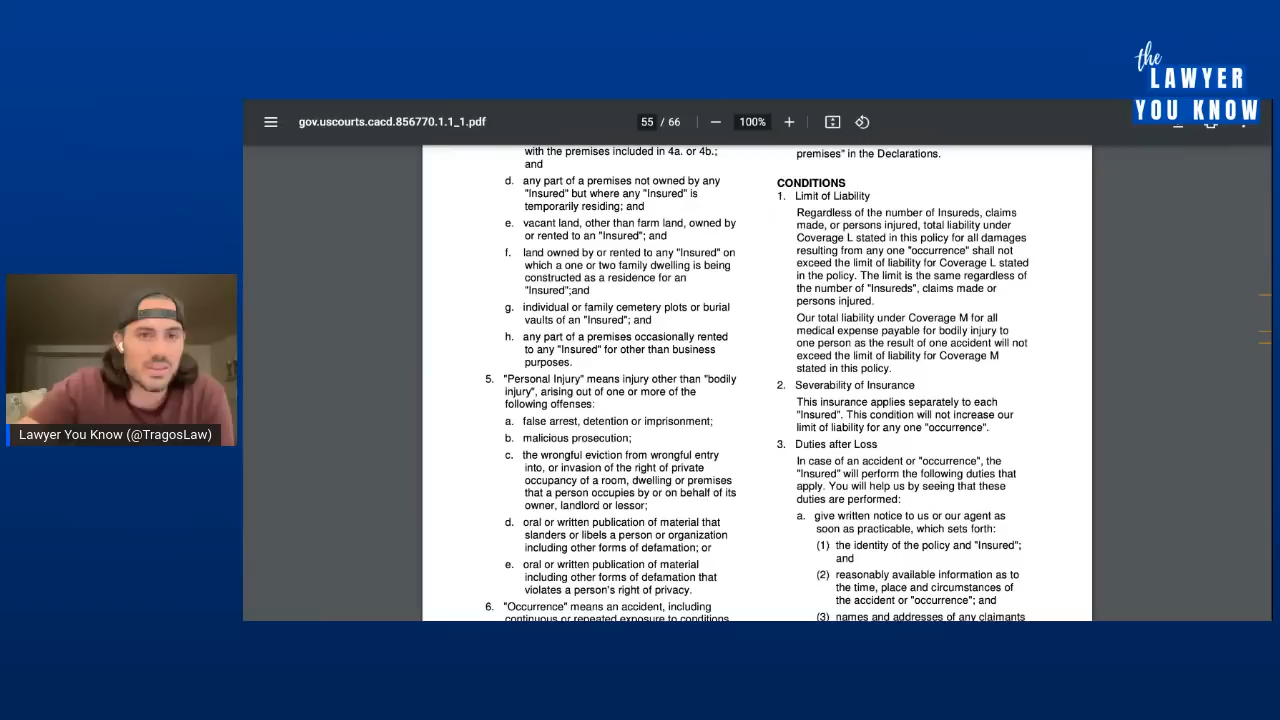 the
LAWYER
YOU KNOW
gov.uscourts.cacd.856770.1.1_1.pdf
55 / 66
100%
with the premises included in 4a. or 4b.;
and
d. any part of a premises not owned by any
"Insured" but where any "Insured" is
temporarily residing; and
e. vacant land, other than farm land, owned by
or rented to an "Insured"; and
f. land owned by or rented to any "Insured" on
which a one or two family dwelling is being
constructed as a residence for an
"Insured";and
g. individual or family cemetery plots or burial
vaults of an "Insured"; and
h. any part of a premises occasionally rented
to any "Insured" for other than business
purposes.
5. "Personal Injury" means injury other than "bodily
injury", arising out of one or more of the
following offenses:
a. false arrest, detention or imprisonment;
b. malicious prosecution;
c. the wrongful eviction from wrongful entry
into, or invasion of the right of private
occupancy of a room, dwelling or premises
that a person occupies by or on behalf of its
owner, landlord or lessor;
d. oral or written publication of material that
slanders or libels a person or organization
including other forms of defamation; or
e. oral or written publication of material
including other forms of defamation that
violates a person's right of privacy.
6. "Occurrence" means an accident, including
continuous or repeated exposure to conditions
premises" in the Declarations.
CONDITIONS
1. Limit of Liability
Regardless of the number of Insureds, claims
made, or persons injured, total liability under
Coverage L stated in this policy for all damages
resulting from any one "occurrence" shall not
exceed the limit of liability for Coverage L stated
in the policy. The limit is the same regardless of
the number of "Insureds", claims made or
persons injured.
Our total liability under Coverage M for all
medical expense payable for bodily injury to
one person as the result of one accident will not
exceed the limit of liability for Coverage M
stated in this policy.
2. Severability of Insurance
This insurance applies separately to each
"Insured". This condition will not increase our
limit of liability for any one "occurrence".
3. Duties after Loss
In case of an accident or "occurrence", the
"Insured" will perform the following duties that
apply. You will help us by seeing that these
duties are performed:
a. give written notice to us or our agent as
soon as practicable, which sets forth:
(1) the identity of the policy and "Insured";
and
(2) reasonably available information as to
the time, place and circumstances of
the accident or "occurrence"; and
(3) names and addresses of any claimants
Lawyer You Know (@TragosLaw)